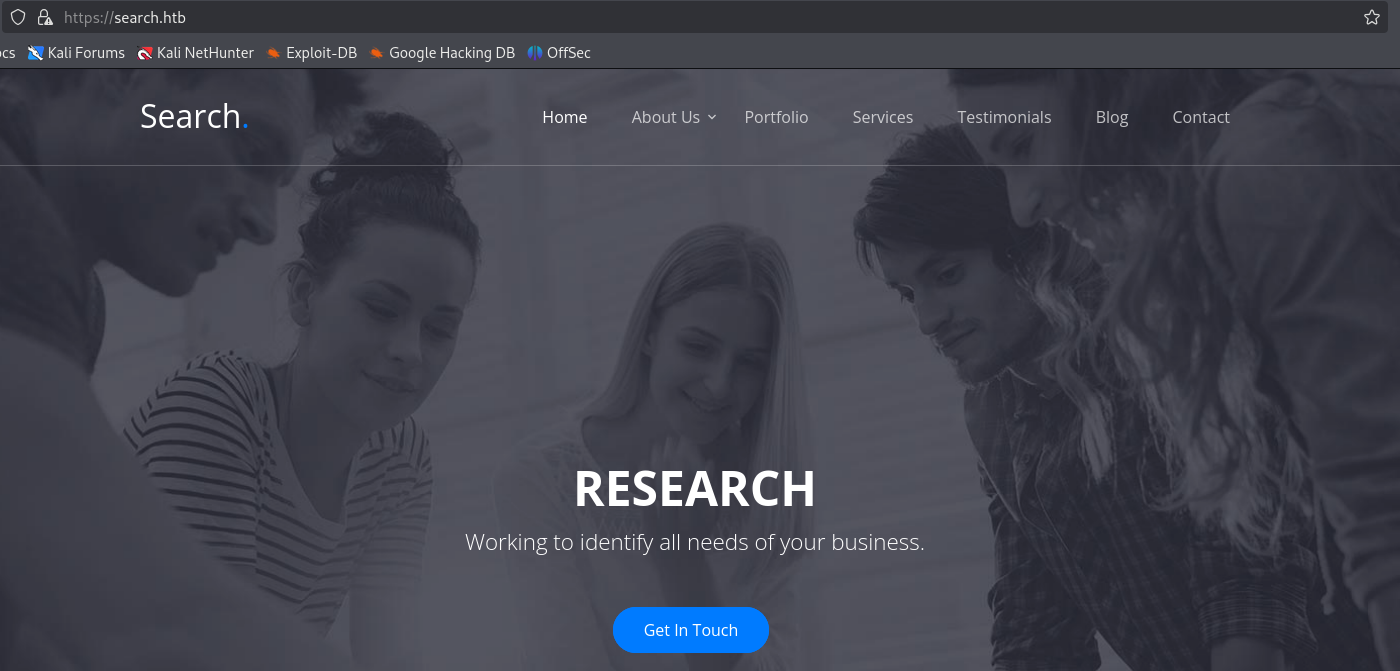 https://search.htb
ocs Kali Forums Kali NetHunter Exploit-DB Google Hacking DB OffSec
Search. Home About Us Portfolio Services Testimonials Blog Contact
RESEARCH
Working to identify all needs of your business.
Get In Touch